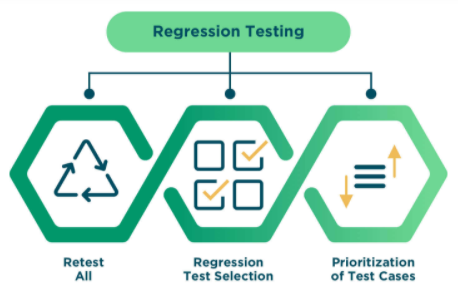 Regression Testing
Retest
All
Regression
Test Selection
Prioritization
of Test Cases